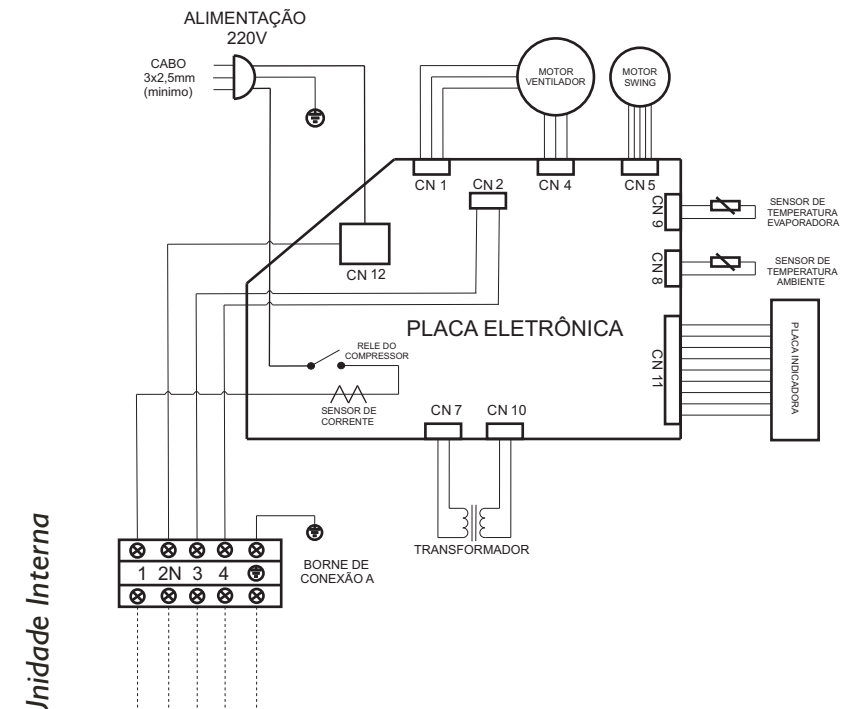 ALIMENTAÇÃO
220V
CABO
3x2,5mm
(minimo)
MOTOR
VENTILADOR
MOTOR
SWING
CN 1
CN 2
CN 4
CN 5
CN 9
SENSOR DE
TEMPERATURA
EVAPORADORA
CN 8
SENSOR DE
TEMPERATURA
AMBIENTE
CN 12
PLACA ELETRÔNICA
RELE DO
COMPRESSOR
CN 11
PLACA INDICADORA
SENSOR DE
CORRENTE
CN 7
CN 10
TRANSFORMADOR
1 2N 3 4
BORNE DE
CONEXÃO A
Unidade Interna